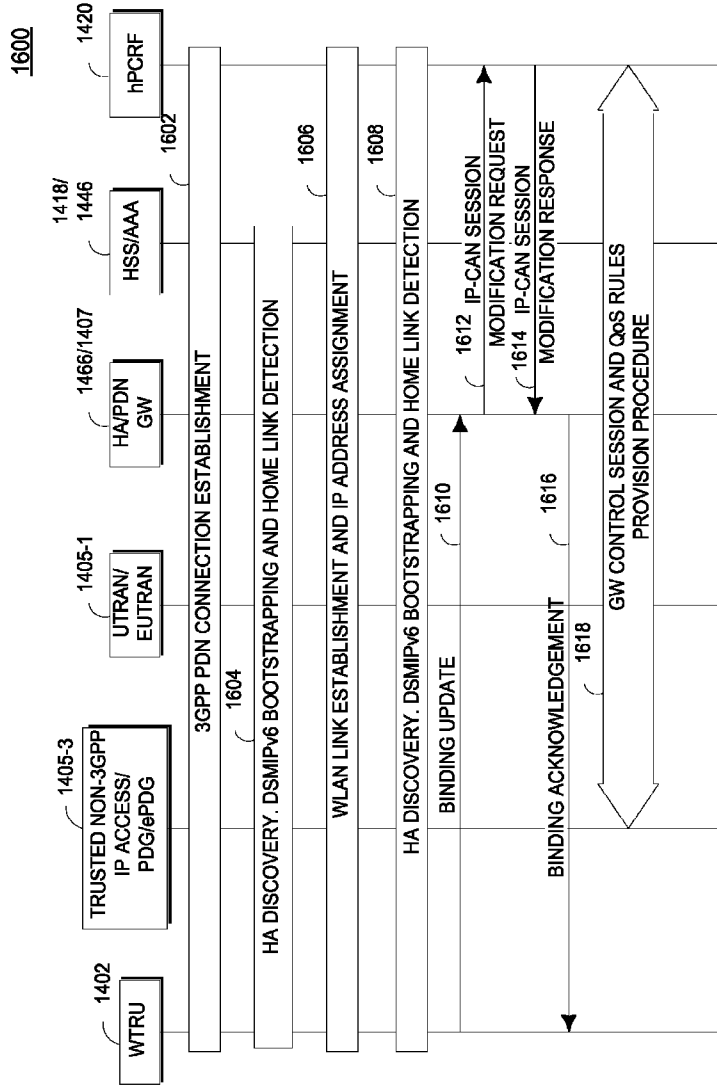 1600
1402
WTRU
1405-3
TRUSTED NON-3GPP
IP ACCESS/
PDG/ePDG
1405-1
UTRAN/
EUTRAN
1466/1407
HA/PDN
GW
1418/
1446
HSS/AAA
1420
hPCRF
3GPP PDN CONNECTION ESTABLISHMENT
1602
1604
HA DISCOVERY. DSMIPv6 BOOTSTRAPPING AND HOME LINK DETECTION
WLAN LINK ESTABLISHMENT AND IP ADDRESS ASSIGNMENT
1606
HA DISCOVERY. DSMIPv6 BOOTSTRAPPING AND HOME LINK DETECTION
1608
BINDING UPDATE
1610
1612
IP-CAN SESSION
MODIFICATION REQUEST
1614
IP-CAN SESSION
MODIFICATION RESPONSE
BINDING ACKNOWLEDGEMENT
1616
1618
GW CONTROL SESSION AND QoS RULES
PROVISION PROCEDURE